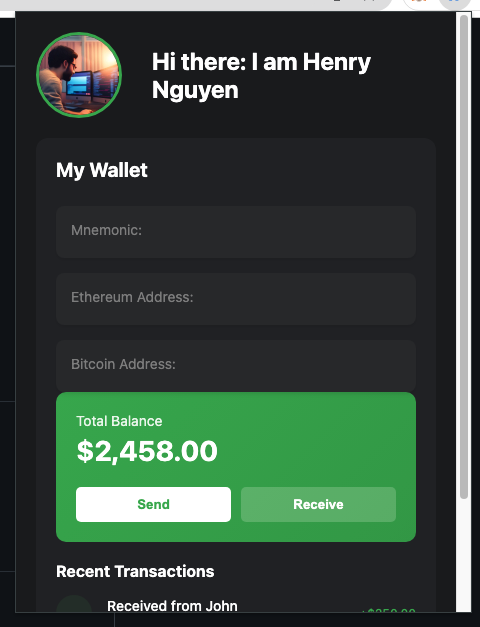 Hi there: I am Henry
Nguyen
My Wallet
Mnemonic:
Ethereum Address:
Bitcoin Address:
Total Balance
$2,458.00
Send
Receive
Recent Transactions
Received from John